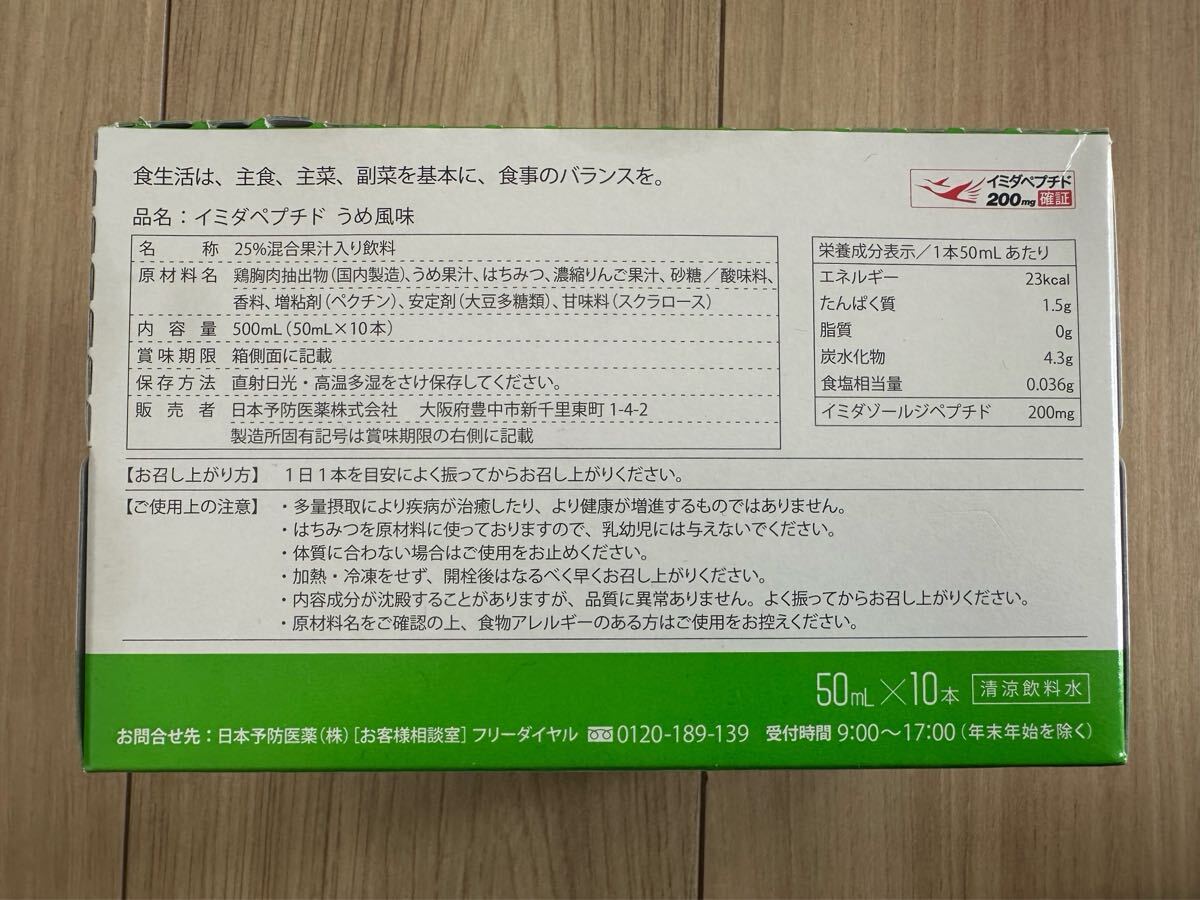 食生活は、主食、主菜、副菜を基本に、食事のバランスを。
イミダペプチド
200mg 確証
品名：イミダペプチド うめ風味
名称 25%混合果汁入り飲料
原材料名 鶏胸肉抽出物(国内製造)、うめ果汁、はちみつ、濃縮りんご果汁、砂糖／酸味料、
香料、増粘剤(ペクチン)、安定剤(大豆多糖類)、甘味料(スクラロース)
内容量 500mL(50mL×10本)
賞味期限 箱側面に記載
保存方法 直射日光・高温多湿をさけ保存してください。
販売者 日本予防医薬株式会社 大阪府豊中市新千里東町1-4-2
製造所固有記号は賞味期限の右側に記載
栄養成分表示／1本50mLあたり
エネルギー 23kcal
たんぱく質 1.5g
脂質 0g
炭水化物 4.3g
食塩相当量 0.036g
イミダゾールジペプチド 200mg
【お召し上がり方】 1日1本を目安によく振ってからお召し上がりください。
【ご使用上の注意】 ・多量摂取により疾病が治癒したり、より健康が増進するものではありません。
・はちみつを原材料に使っておりますので、乳幼児には与えないでください。
・体質に合わない場合はご使用をお止めください。
・加熱・冷凍をせず、開栓後はなるべく早くお召し上がりください。
・内容成分が沈殿することがありますが、品質に異常ありません。よく振ってからお召し上がりください。
・原材料名をご確認の上、食物アレルギーのある方はご使用をお控えください。
50mL×10本 清涼飲料水
お問合せ先：日本予防医薬(株)[お客様相談室]フリーダイヤル 0120-189-139 受付時間 9:00〜17:00(年末年始を除く)